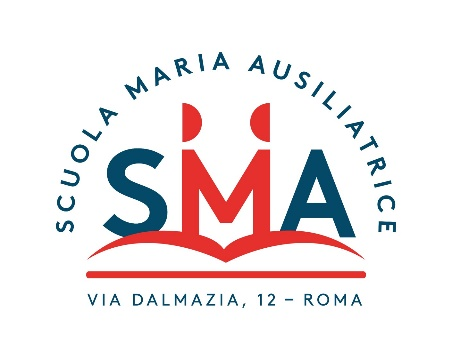 SCUOLA MARIA AUSILIATRICE
SMA
VIA DALMAZIA, 12 – ROMA